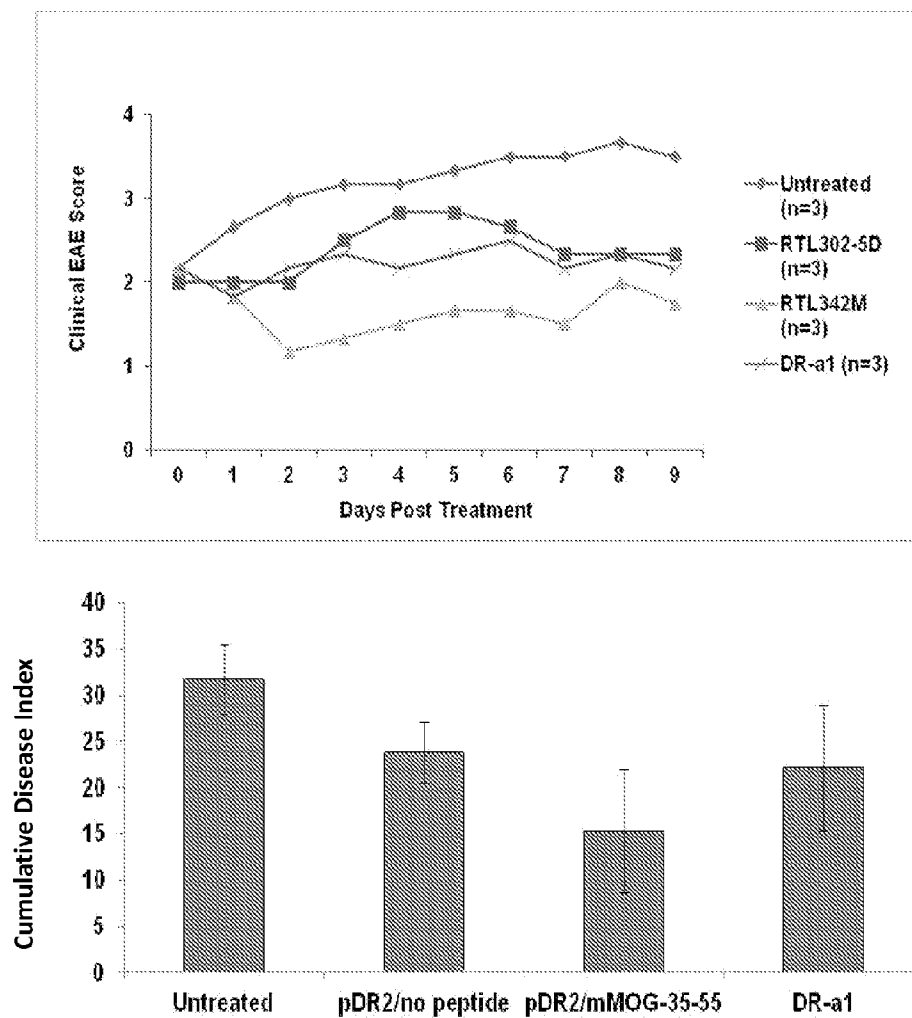 4
3
2
1
0
Clinical EAE Score
0 1 2 3 4 5 6 7 8 9
Days Post Treatment
Untreated
(n=3)
RTL302-5D
(n=3)
RTL342M
(n=3)
DR-a1 (n=3)
40
35
30
25
20
15
10
5
0
Cumulative Disease Index
Untreated pDR2/no peptide pDR2/mMOG-35-55 DR-a1